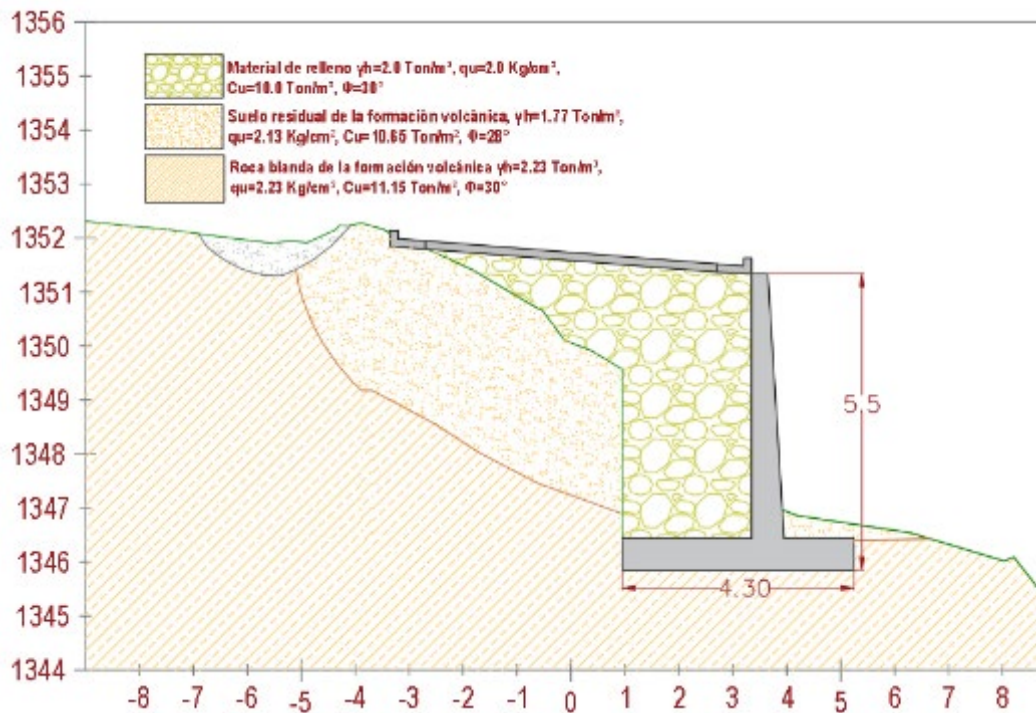 1356
1355
1354
1353
1352
1351
1350
1349
1348
1347
1346
1345
1344
Material de relleno γh=2.0 Ton/m³, qu=2.0 Kg/cm²,
Cu=10.0 Ton/m², Φ=30°
Suelo residual de la formación volcánica, γh=1.77 Ton/m³,
qu=2.13 Kg/cm², Cu=10.65 Ton/m², Φ=28°
Roca blanda de la formación volcánica γh=2.23 Ton/m³,
qu=2.23 Kg/cm², Cu=11.15 Ton/m², Φ=30°
5.5
4.30
-8 -7 -6 -5 -4 -3 -2 -1 0 1 2 3 4 5 6 7 8